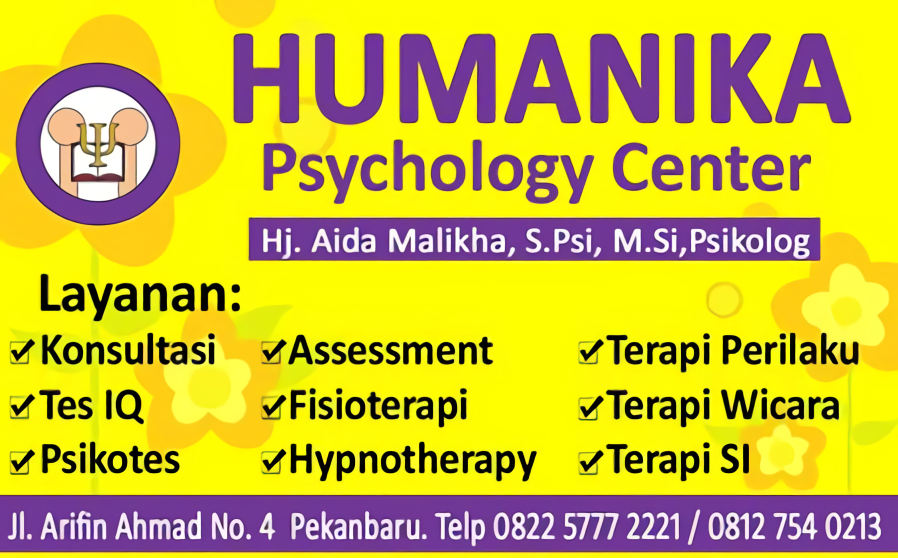 HUMANIKA
Psychology Center
Hj. Aida Malikha, S.Psi, M.Si,Psikolog
Layanan:
Konsultasi
Tes IQ
Psikotes
Assessment
Fisioterapi
Hypnotherapy
Terapi Perilaku
Terapi Wicara
Terapi SI
Jl. Arifin Ahmad No. 4 Pekanbaru. Telp 0822 5777 2221 / 0812 754 0213